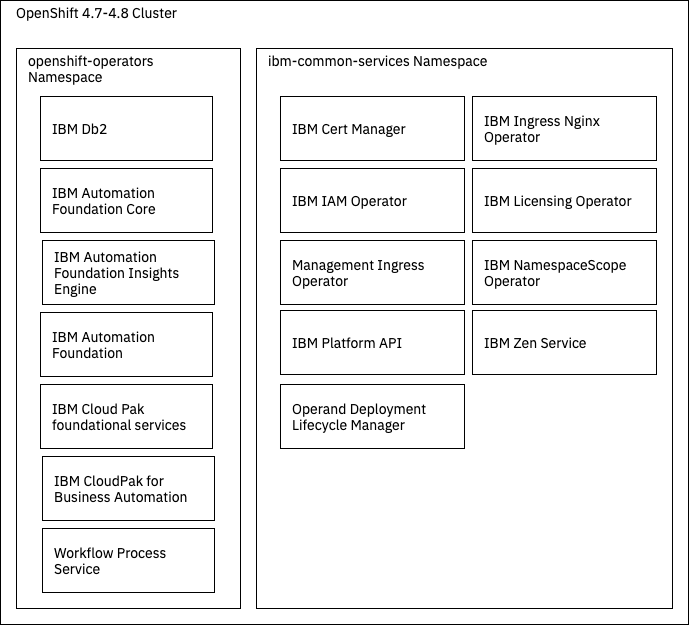 OpenShift 4.7-4.8 Cluster
openshift-operators
Namespace
IBM Db2
IBM Automation
Foundation Core
IBM Automation
Foundation Insights
Engine
IBM Automation
Foundation
IBM Cloud Pak
foundational services
IBM CloudPak for
Business Automation
Workflow Process
Service
ibm-common-services Namespace
IBM Cert Manager
IBM Ingress Nginx
Operator
IBM IAM Operator
IBM Licensing Operator
Management Ingress
Operator
IBM NamespaceScope
Operator
IBM Platform API
IBM Zen Service
Operand Deployment
Lifecycle Manager